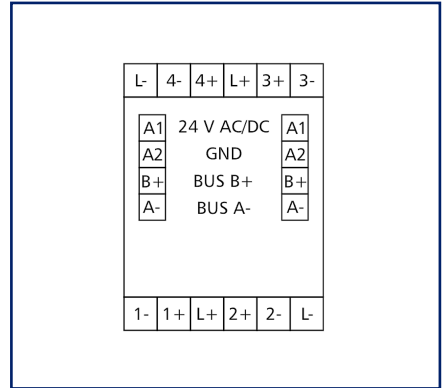 L- 4- 4+ L+ 3+ 3-
A1 24 V AC/DC A1
A2 GND A2
B+ BUS B+ B+
A- BUS A- A-
1- 1+ L+ 2+ 2- L-